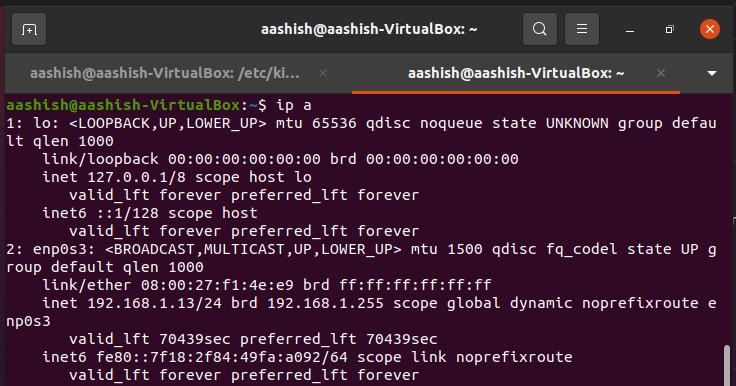 aashish@aashish-VirtualBox: ~
aashish@aashish-VirtualBox: /etc/ki...
aashish@aashish-VirtualBox: ~
aashish@aashish-VirtualBox:~$ ip a
1: lo: <LOOPBACK,UP,LOWER_UP> mtu 65536 qdisc noqueue state UNKNOWN group defau
lt qlen 1000
    link/loopback 00:00:00:00:00:00 brd 00:00:00:00:00:00
    inet 127.0.0.1/8 scope host lo
       valid_lft forever preferred_lft forever
    inet6 ::1/128 scope host
       valid_lft forever preferred_lft forever
2: enp0s3: <BROADCAST,MULTICAST,UP,LOWER_UP> mtu 1500 qdisc fq_codel state UP g
roup default qlen 1000
    link/ether 08:00:27:f1:4e:e9 brd ff:ff:ff:ff:ff:ff
    inet 192.168.1.13/24 brd 192.168.1.255 scope global dynamic noprefixroute e
np0s3
       valid_lft 70439sec preferred_lft 70439sec
    inet6 fe80::7f18:2f84:49fa:a092/64 scope link noprefixroute
       valid_lft forever preferred_lft forever